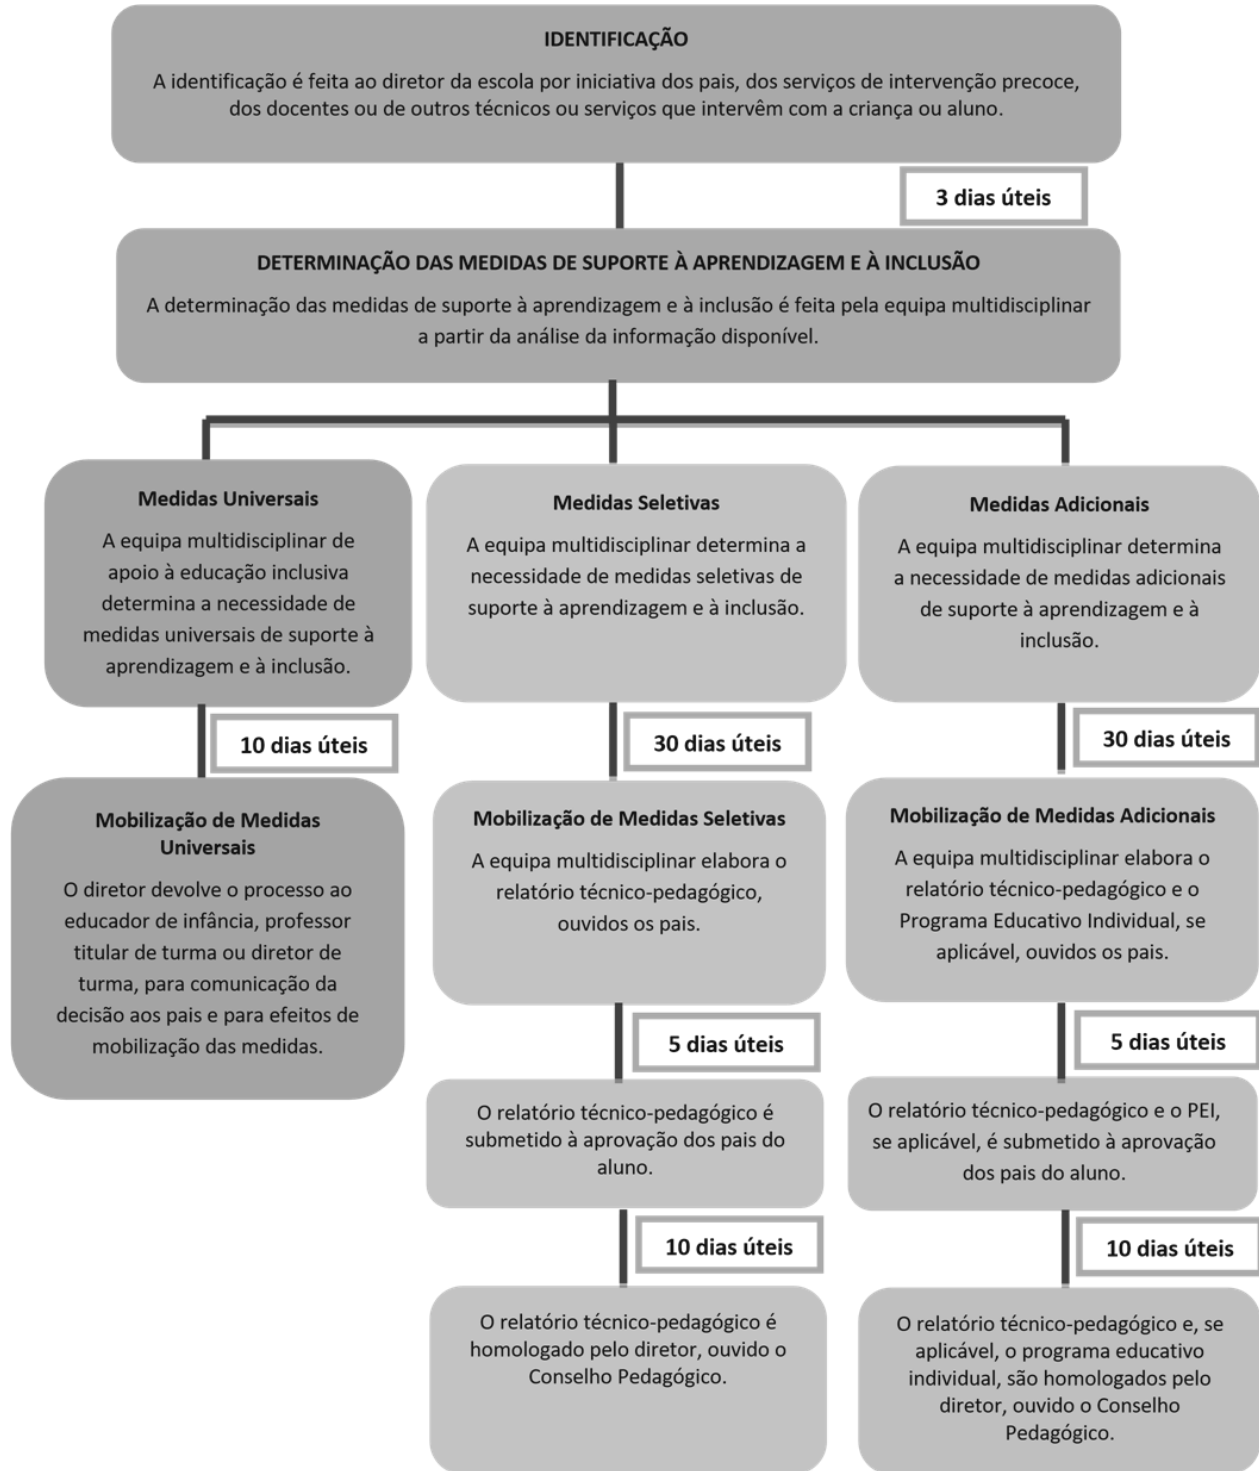 IDENTIFICAÇÃO
A identificação é feita ao diretor da escola por iniciativa dos pais, dos serviços de intervenção precoce,
dos docentes ou de outros técnicos ou serviços que intervêm com a criança ou aluno.
3 dias úteis
DETERMINAÇÃO DAS MEDIDAS DE SUPORTE À APRENDIZAGEM E À INCLUSÃO
A determinação das medidas de suporte à aprendizagem e à inclusão é feita pela equipa multidisciplinar
a partir da análise da informação disponível.
Medidas Universais
A equipa multidisciplinar de
apoio à educação inclusiva
determina a necessidade de
medidas universais de suporte à
aprendizagem e à inclusão.
10 dias úteis
Mobilização de Medidas
Universais
O diretor devolve o processo ao
educador de infância, professor
titular de turma ou diretor de
turma, para comunicação da
decisão aos pais e para efeitos de
mobilização das medidas.
Medidas Seletivas
A equipa multidisciplinar determina a
necessidade de medidas seletivas de
suporte à aprendizagem e à inclusão.
30 dias úteis
Mobilização de Medidas Seletivas
A equipa multidisciplinar elabora o
relatório técnico-pedagógico,
ouvidos os pais.
5 dias úteis
O relatório técnico-pedagógico é
submetido à aprovação dos pais do
aluno.
10 dias úteis
O relatório técnico-pedagógico é
homologado pelo diretor, ouvido o
Conselho Pedagógico.
Medidas Adicionais
A equipa multidisciplinar determina
a necessidade de medidas adicionais
de suporte à aprendizagem e à
inclusão.
30 dias úteis
Mobilização de Medidas Adicionais
A equipa multidisciplinar elabora o
relatório técnico-pedagógico e o
Programa Educativo Individual, se
aplicável, ouvidos os pais.
5 dias úteis
O relatório técnico-pedagógico e o PEI,
se aplicável, é submetido à aprovação
dos pais do aluno.
10 dias úteis
O relatório técnico-pedagógico e, se
aplicável, o programa educativo
individual, são homologados pelo
diretor, ouvido o Conselho
Pedagógico.